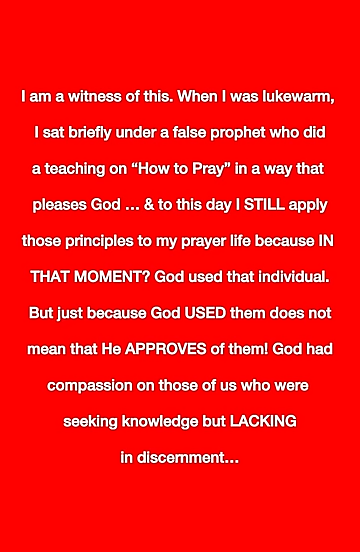 I am a witness of this. When I was lukewarm,
I sat briefly under a false prophet who did
a teaching on “How to Pray” in a way that
pleases God … & to this day I STILL apply
those principles to my prayer life because IN
THAT MOMENT? God used that individual.
But just because God USED them does not
mean that He APPROVES of them! God had
compassion on those of us who were
seeking knowledge but LACKING
in discernment…